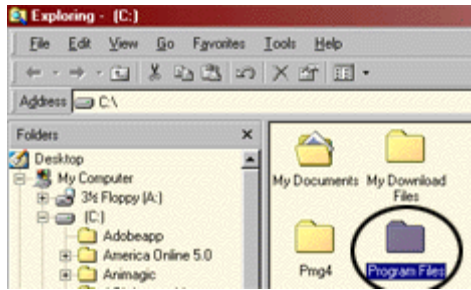 Exploring - (C:)
File Edit View Go Favorites Tools Help
Address C:\
Folders ×
Desktop
My Computer
3½ Floppy (A:)
(C:)
Adobeapp
America Online 5.0
Animagic
My Documents My Download Files
Pmg4 Program Files